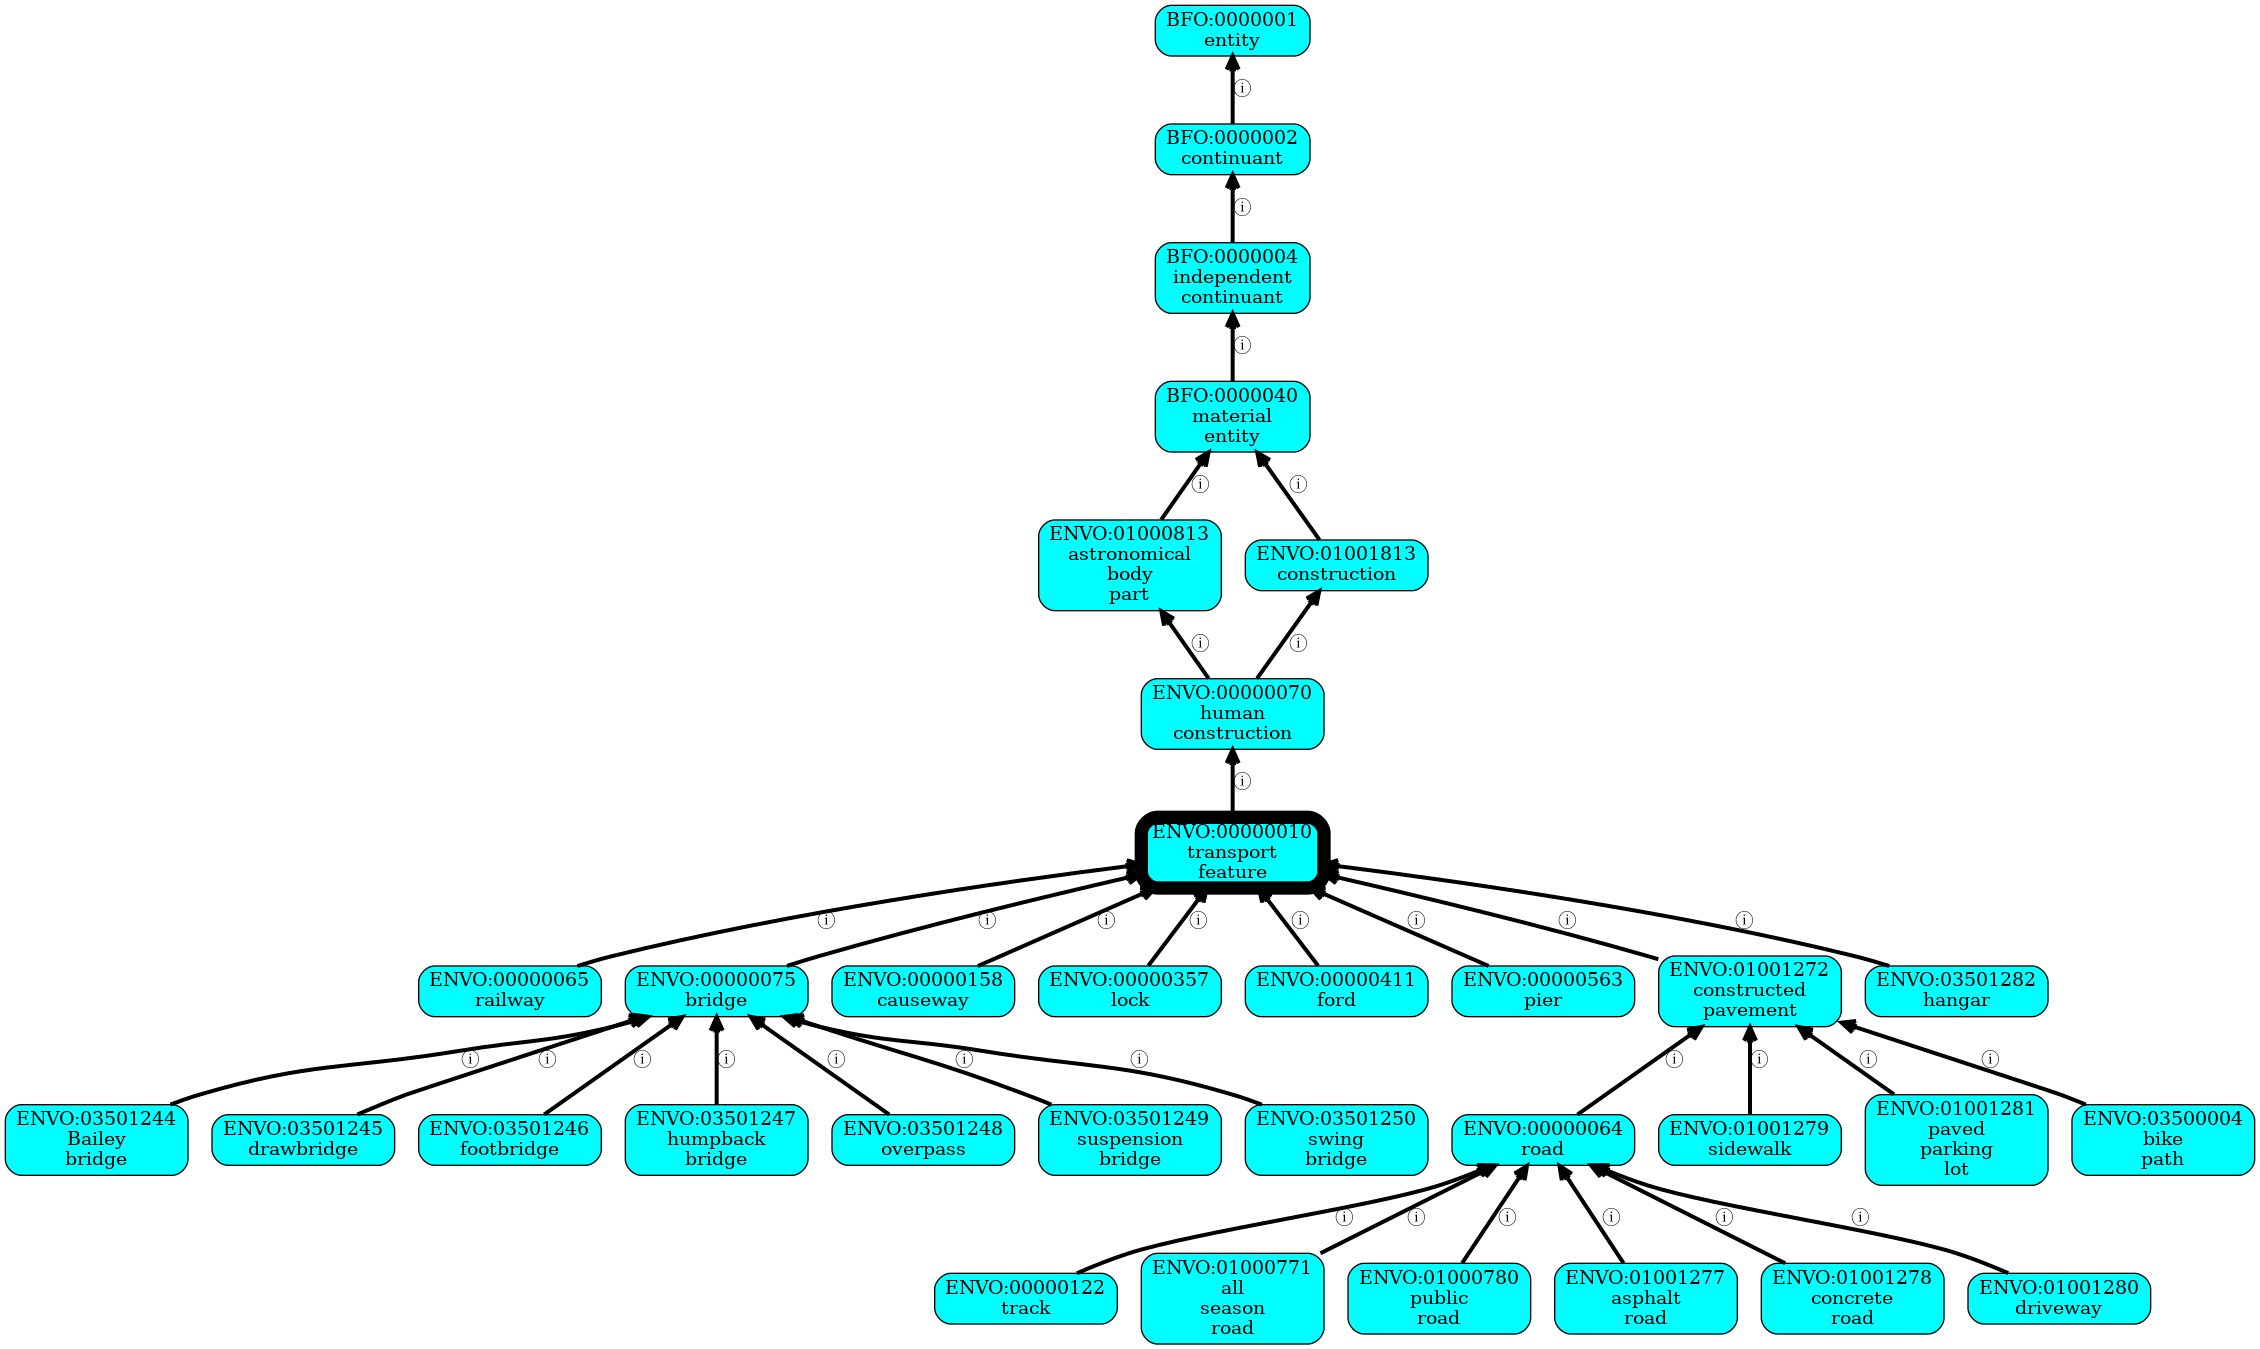 BFO:0000001
entity
ⓘ
BFO:0000002
continuant
ⓘ
BFO:0000004
independent
continuant
ⓘ
BFO:0000040
material
entity
ⓘ
ⓘ
ENVO:01000813
astronomical
body
part
ENVO:01001813
construction
ⓘ
ⓘ
ENVO:00000070
human
construction
ⓘ
ENVO:00000010
transport
feature
ⓘ
ⓘ
ⓘ
ⓘ
ⓘ
ⓘ
ⓘ
ⓘ
ENVO:00000065
railway
ENVO:00000075
bridge
ENVO:00000158
causeway
ENVO:00000357
lock
ENVO:00000411
ford
ENVO:00000563
pier
ENVO:01001272
constructed
pavement
ENVO:03501282
hangar
ⓘ
ⓘ
ⓘ
ⓘ
ⓘ
ⓘ
ⓘ
ⓘ
ⓘ
ⓘ
ⓘ
ENVO:03501244
Bailey
bridge
ENVO:03501245
drawbridge
ENVO:03501246
footbridge
ENVO:03501247
humpback
bridge
ENVO:03501248
overpass
ENVO:03501249
suspension
bridge
ENVO:03501250
swing
bridge
ENVO:00000064
road
ENVO:01001279
sidewalk
ENVO:01001281
paved
parking
lot
ENVO:03500004
bike
path
ⓘ
ⓘ
ⓘ
ⓘ
ⓘ
ⓘ
ENVO:00000122
track
ENVO:01000771
all
season
road
ENVO:01000780
public
road
ENVO:01001277
asphalt
road
ENVO:01001278
concrete
road
ENVO:01001280
driveway